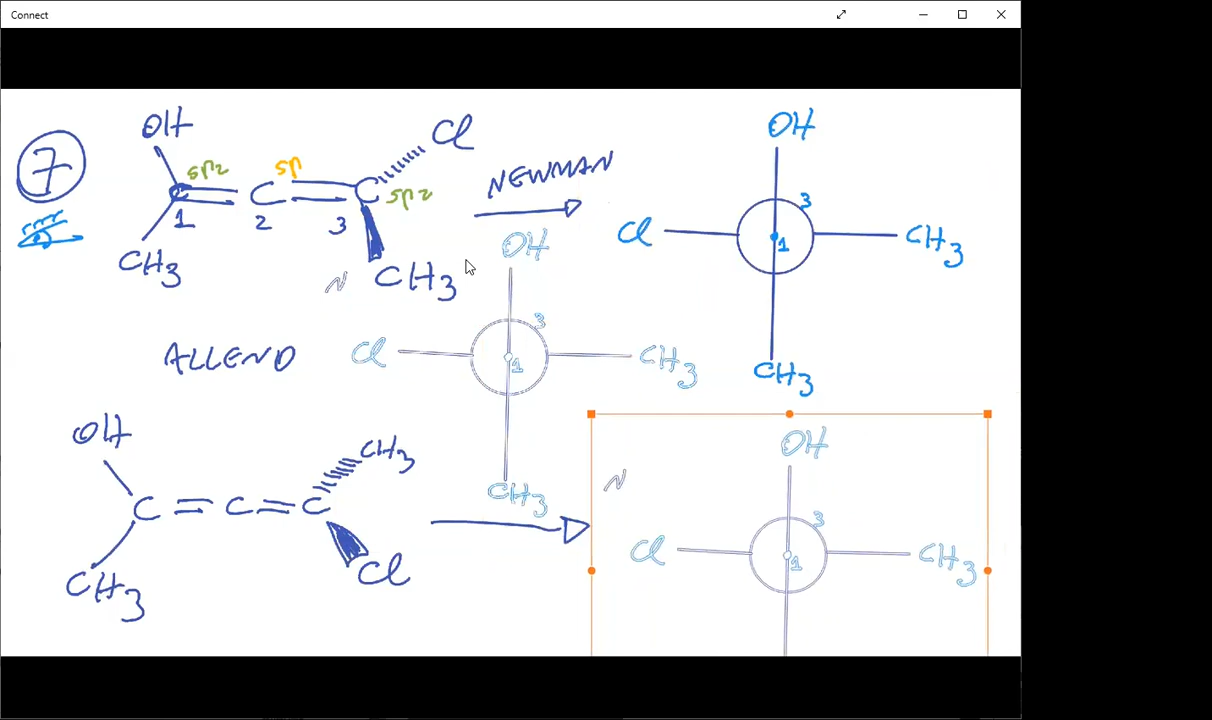 Connect
7
OH
Cl
sp2
sp
C = C = C
sp2
1
2
3
CH3
CH3
NEWMAN
OH
3
Cl
1
CH3
CH3
N
OH
3
Cl
1
CH3
CH3
ALLENO
OH
CH3
C = C = C
CH3
Cl
N
OH
3
Cl
1
CH3